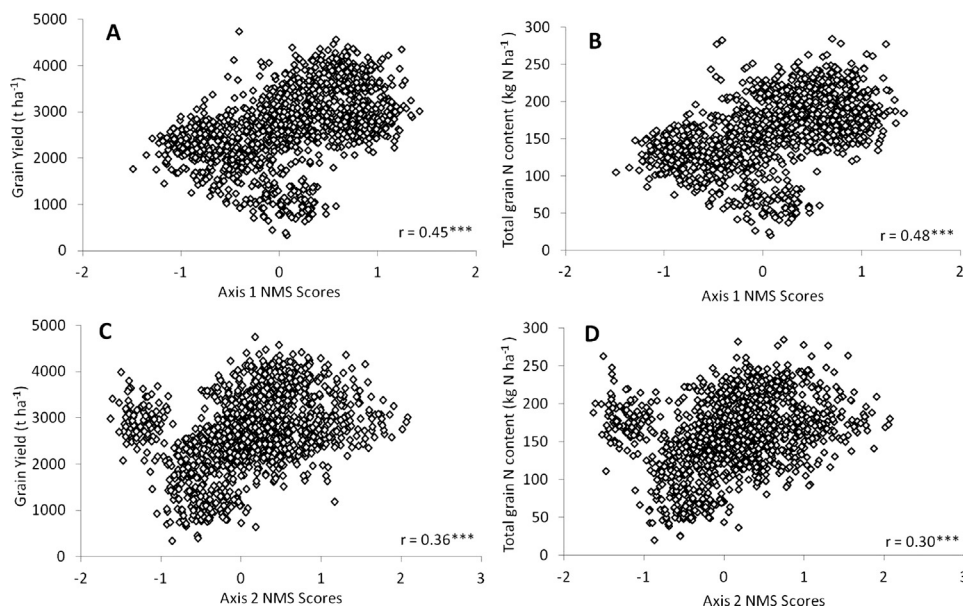 A
Grain Yield (t ha-1)
5000
4000
3000
2000
1000
0
-2 -1 0 1 2
Axis 1 NMS Scores
r = 0.45***
B
Total grain N content (kg N ha-1)
300
250
200
150
100
50
0
-2 -1 0 1 2
Axis 1 NMS Scores
r = 0.48***
C
Grain Yield (t ha-1)
5000
4000
3000
2000
1000
0
-2 -1 0 1 2 3
Axis 2 NMS Scores
r = 0.36***
D
Total grain N content (kg N ha-1)
300
250
200
150
100
50
0
-2 -1 0 1 2 3
Axis 2 NMS Scores
r = 0.30***